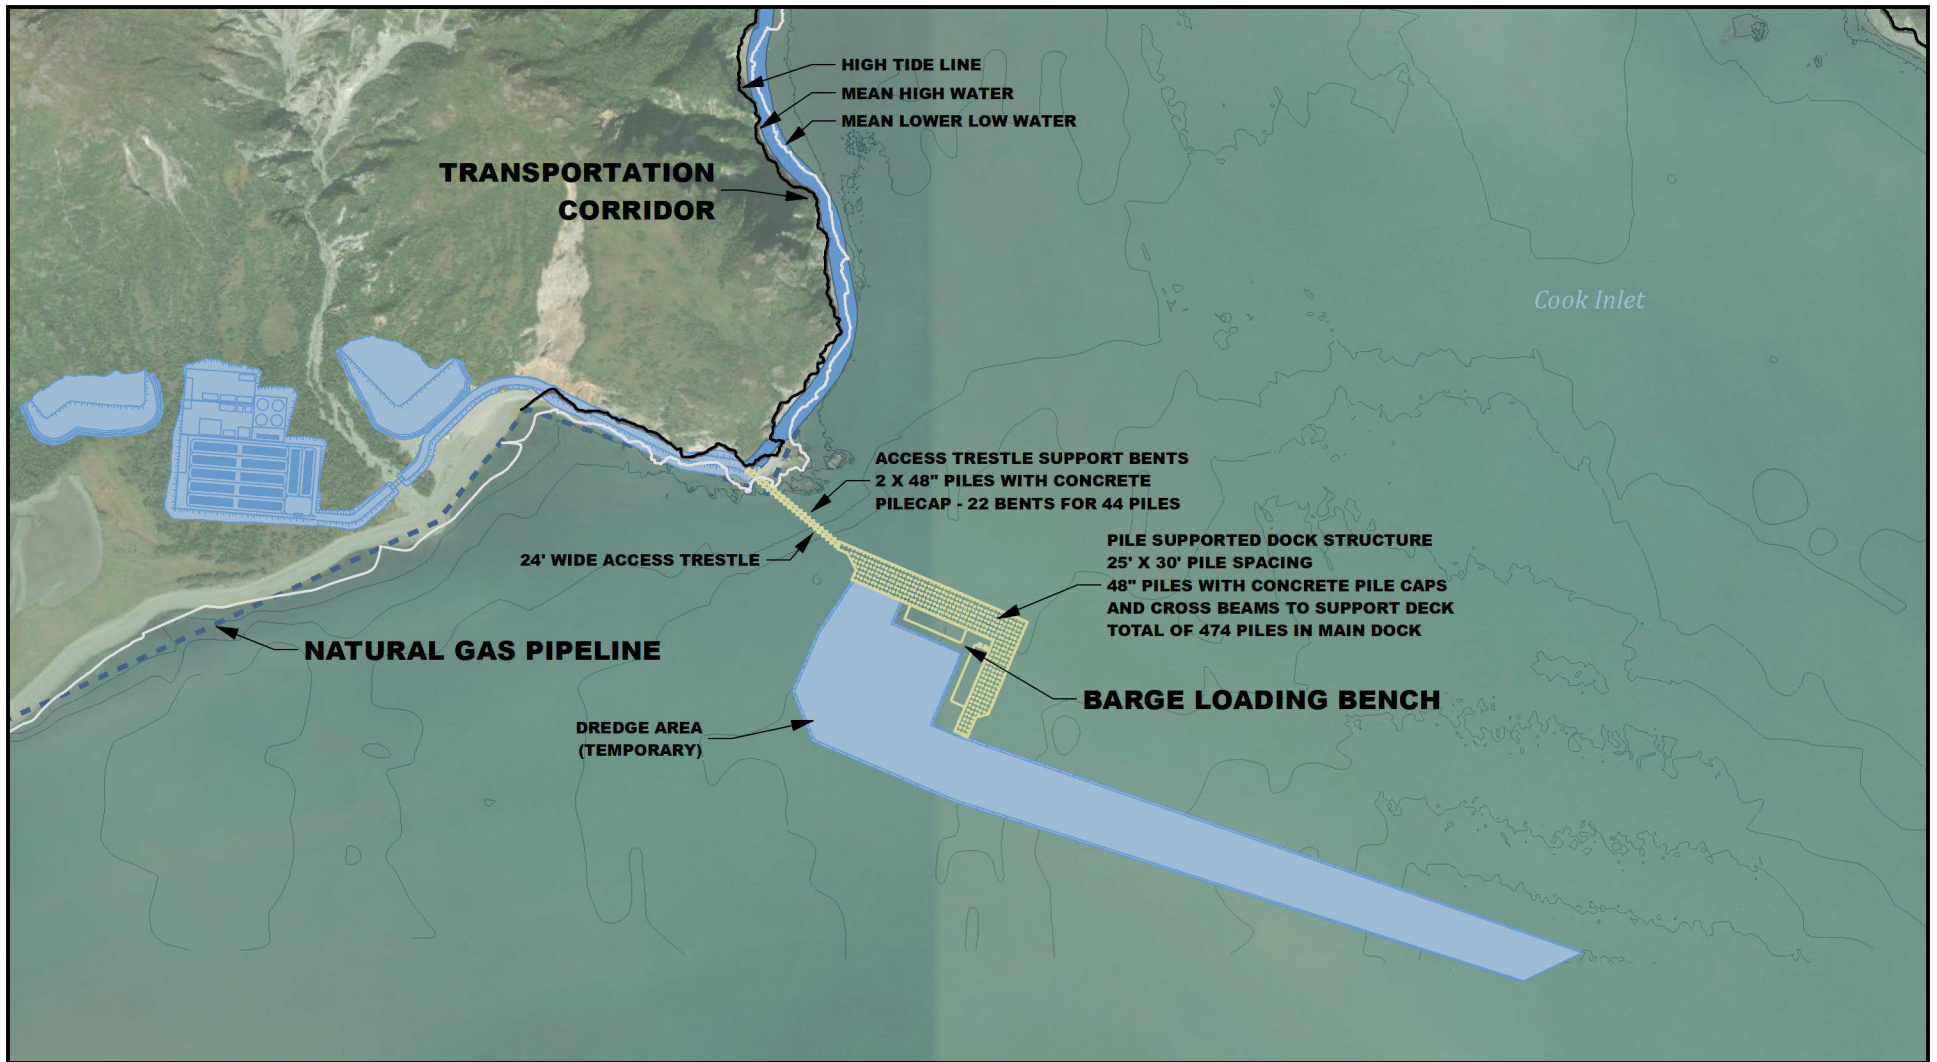 HIGH TIDE LINE
MEAN HIGH WATER
MEAN LOWER LOW WATER
TRANSPORTATION
CORRIDOR
Cook Inlet
ACCESS TRESTLE SUPPORT BENTS
2 X 48" PILES WITH CONCRETE
PILECAP - 22 BENTS FOR 44 PILES
24' WIDE ACCESS TRESTLE
PILE SUPPORTED DOCK STRUCTURE
25' X 30' PILE SPACING
48" PILES WITH CONCRETE PILE CAPS
AND CROSS BEAMS TO SUPPORT DECK
TOTAL OF 474 PILES IN MAIN DOCK
NATURAL GAS PIPELINE
BARGE LOADING BENCH
DREDGE AREA
(TEMPORARY)